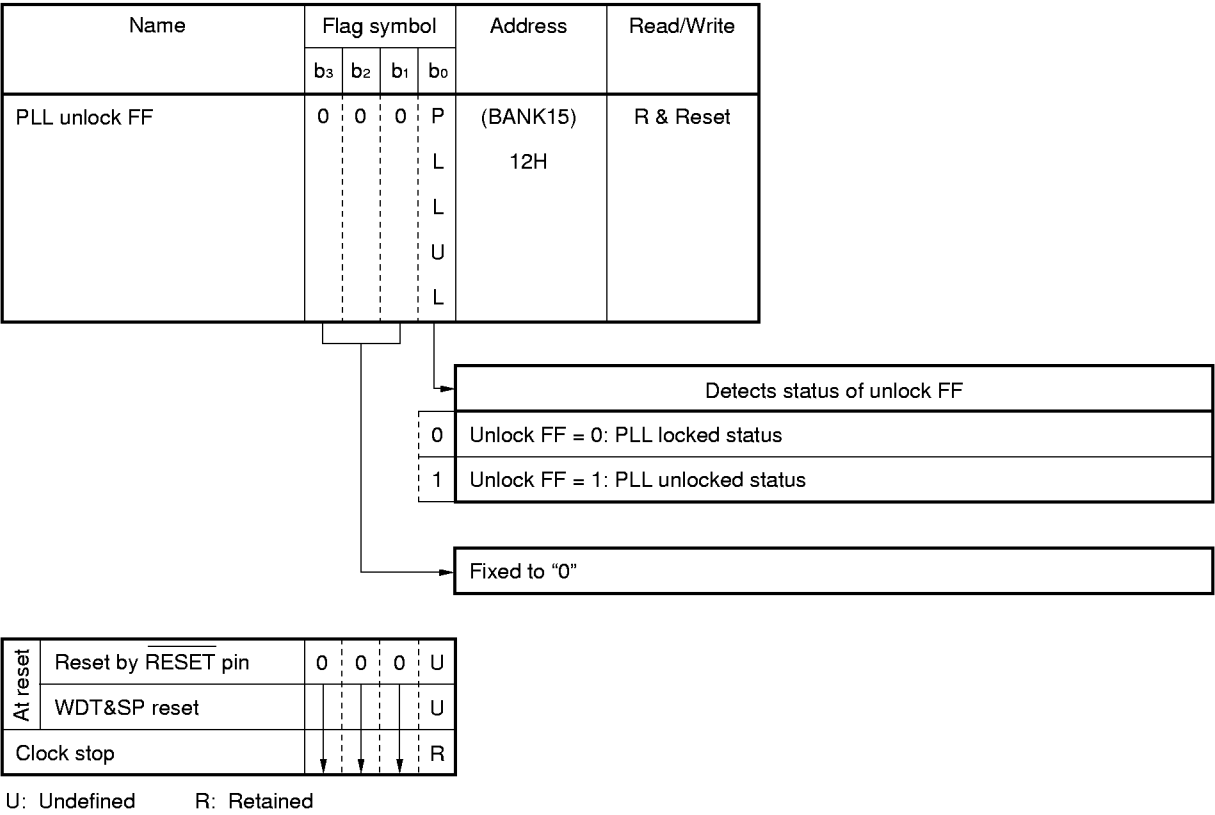 Name Flag symbol Address Read/Write
b3 b2 b1 b0
PLL unlock FF 0 0 0 P (BANK15) R & Reset
L 12H
L
U
L
Detects status of unlock FF
0 Unlock FF = 0: PLL locked status
1 Unlock FF = 1: PLL unlocked status
Fixed to “0”
At reset
Reset by RESET pin 0 0 0 U
WDT&SP reset U
Clock stop R
U: Undefined R: Retained